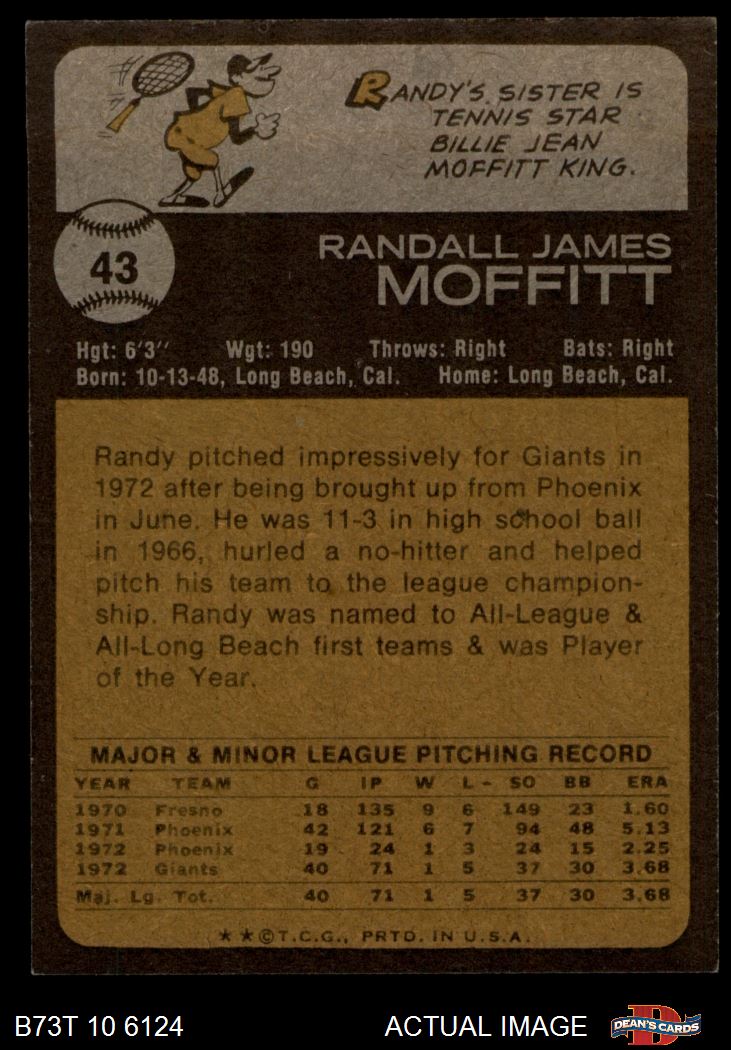 RANDY'S SISTER IS
TENNIS STAR
BILLIE JEAN
MOFFITT KING.
43
RANDALL JAMES
MOFFITT
Hgt: 6'3" Wgt: 190 Throws: Right Bats: Right
Born: 10-13-48, Long Beach, Cal. Home: Long Beach, Cal.
Randy pitched impressively for Giants in
1972 after being brought up from Phoenix
in June. He was 11-3 in high school ball
in 1966, hurled a no-hitter and helped
pitch his team to the league champion-
ship. Randy was named to All-League &
All-Long Beach first teams & was Player
of the Year.
MAJOR & MINOR LEAGUE PITCHING RECORD
YEAR TEAM G IP W L SO BB ERA
1970 Fresno 18 135 9 6 149 23 1.60
1971 Phoenix 42 121 6 7 94 48 5.13
1972 Phoenix 19 24 1 3 24 15 2.25
1972 Giants 40 71 1 5 37 30 3.68
Maj. Lg. Tot. 40 71 1 5 37 30 3.68
★★©T.C.G., PRTD. IN U.S.A.
B73T 10 6124 ACTUAL IMAGE D DEAN'S CARDS